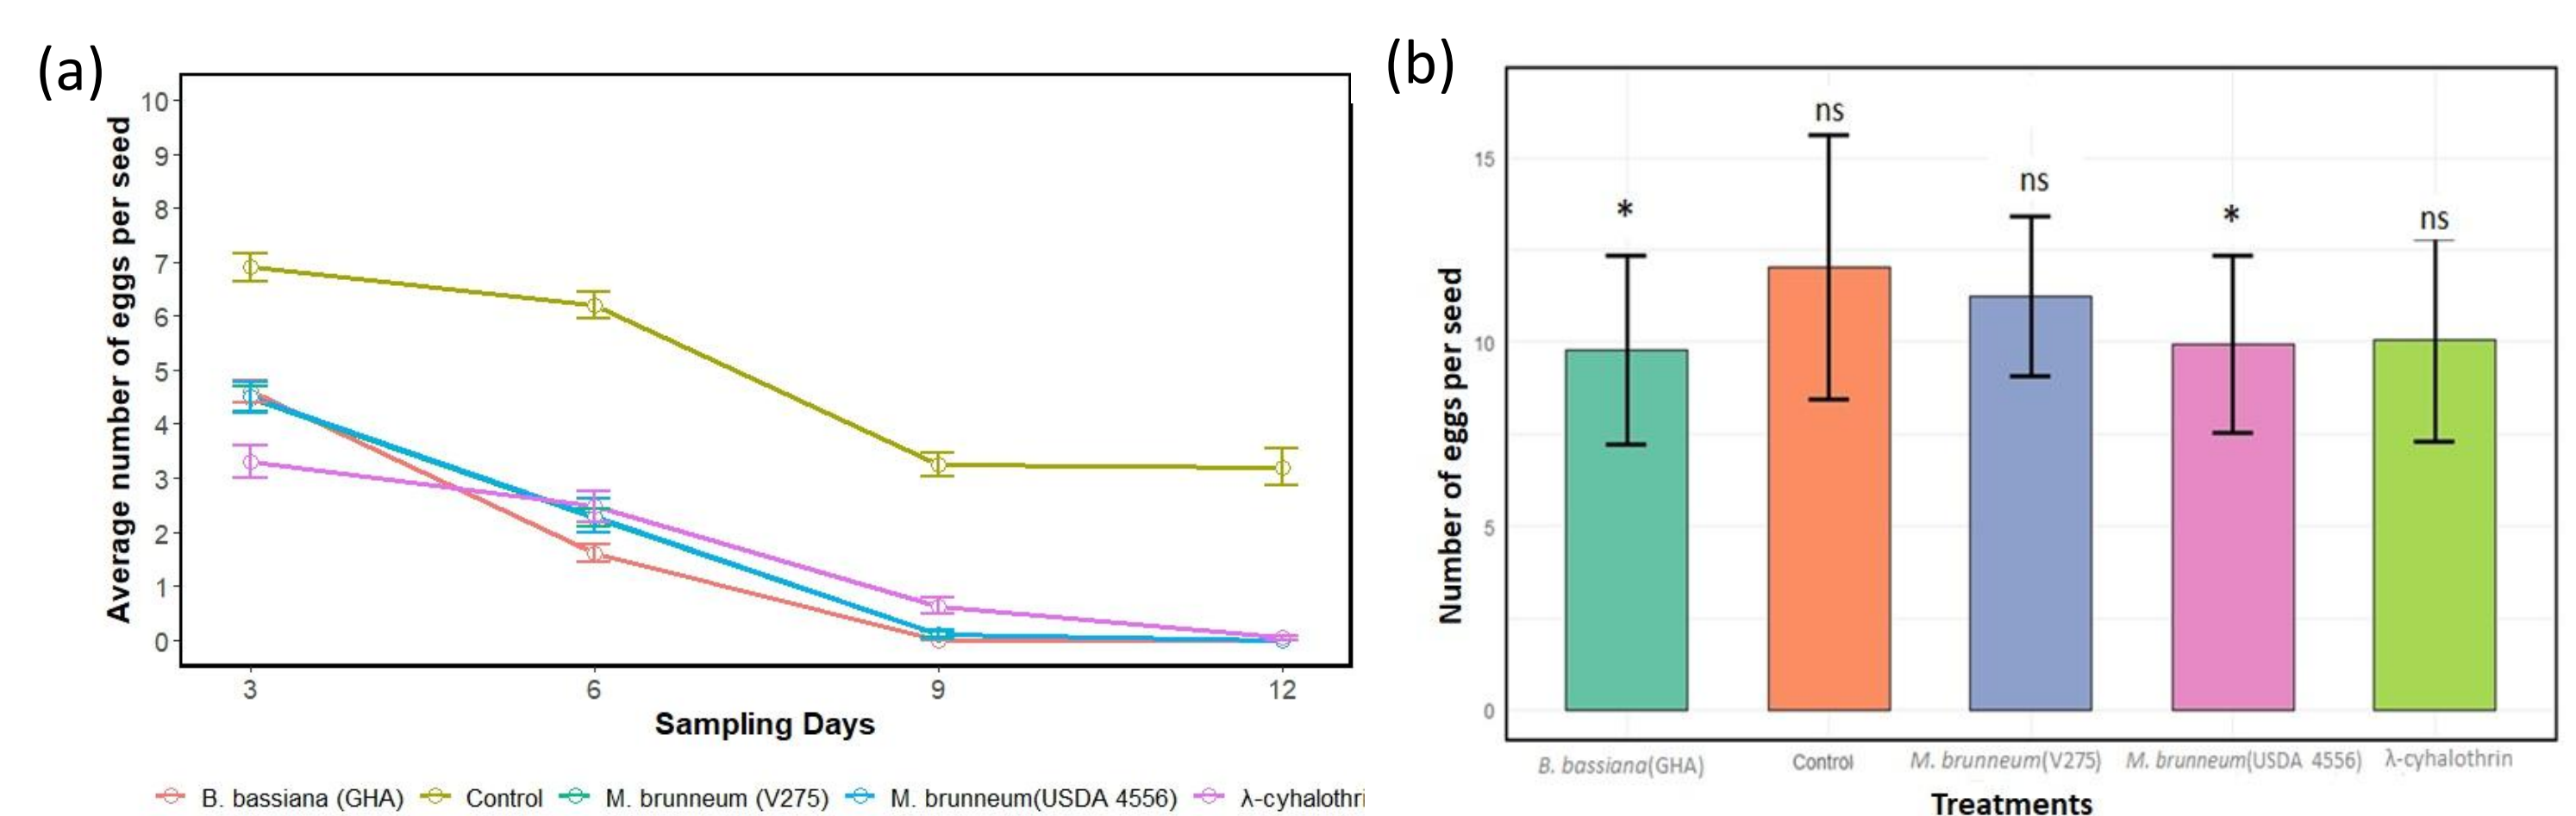 (a)
Average number of eggs per seed
10
9
8
7
6
5
4
3
2
1
0
3 6 9 12
Sampling Days
B. bassiana (GHA) Control M. brunneum (V275) M. brunneum(USDA 4556) λ-cyhalothri
(b)
Number of eggs per seed
15
10
5
0
* ns ns * ns
B. bassiana(GHA) Control M. brunneum(V275) M. brunneum(USDA 4556) λ-cyhalothrin
Treatments